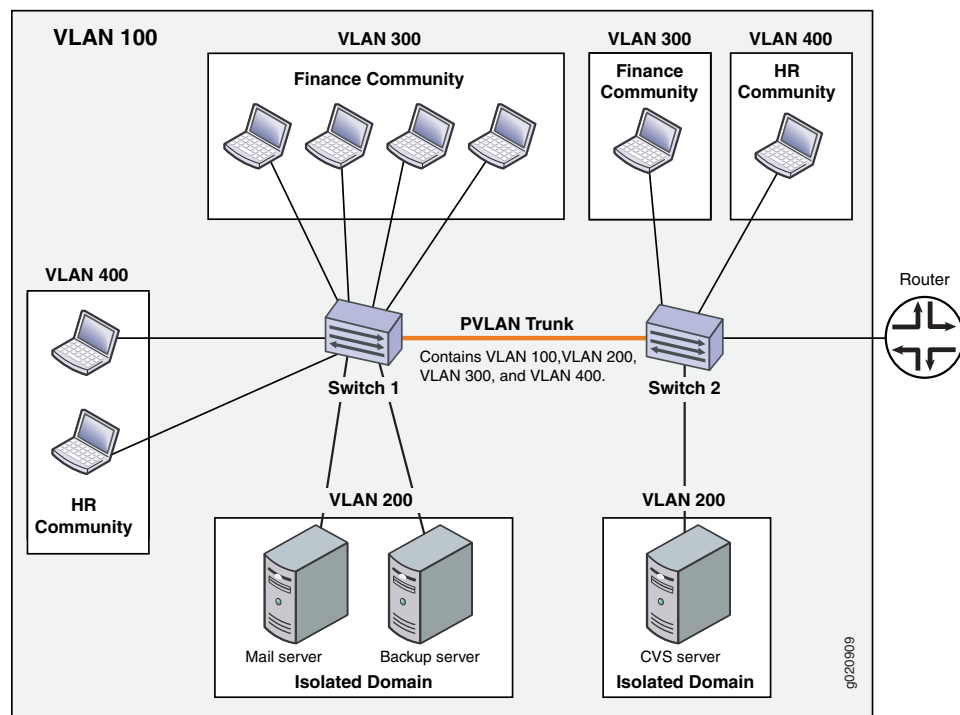 VLAN 100
VLAN 300
Finance Community
VLAN 300
Finance
Community
VLAN 400
HR
Community
VLAN 400
HR
Community
Router
PVLAN Trunk
Contains VLAN 100,VLAN 200,
VLAN 300, and VLAN 400.
Switch 1
Switch 2
VLAN 200
Mail server
Backup server
Isolated Domain
VLAN 200
CVS server
Isolated Domain
g020909